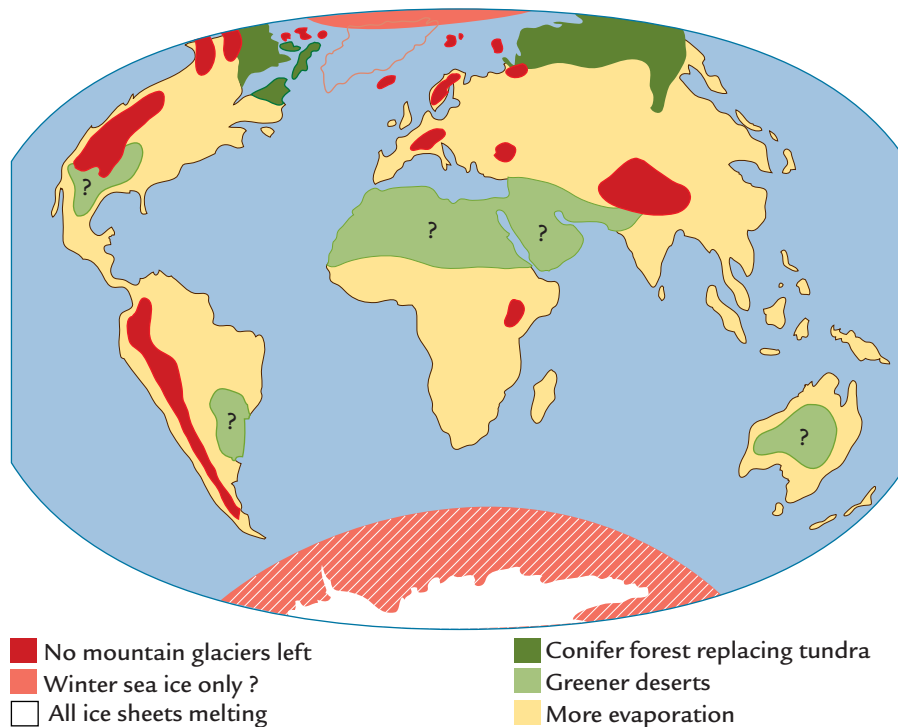 ?
?
?
?
?
No mountain glaciers left
Winter sea ice only ?
All ice sheets melting
Conifer forest replacing tundra
Greener deserts
More evaporation